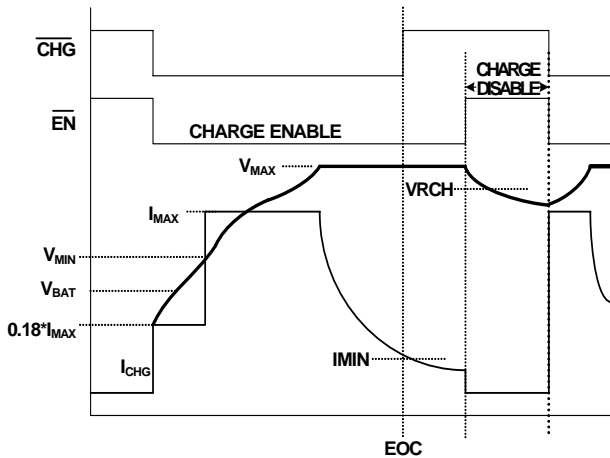 CHG
CHARGE
DISABLE
EN
CHARGE ENABLE
VMAX
VRCH
IMAX
VMIN
VBAT
0.18*IMAX
IMIN
ICHG
EOC